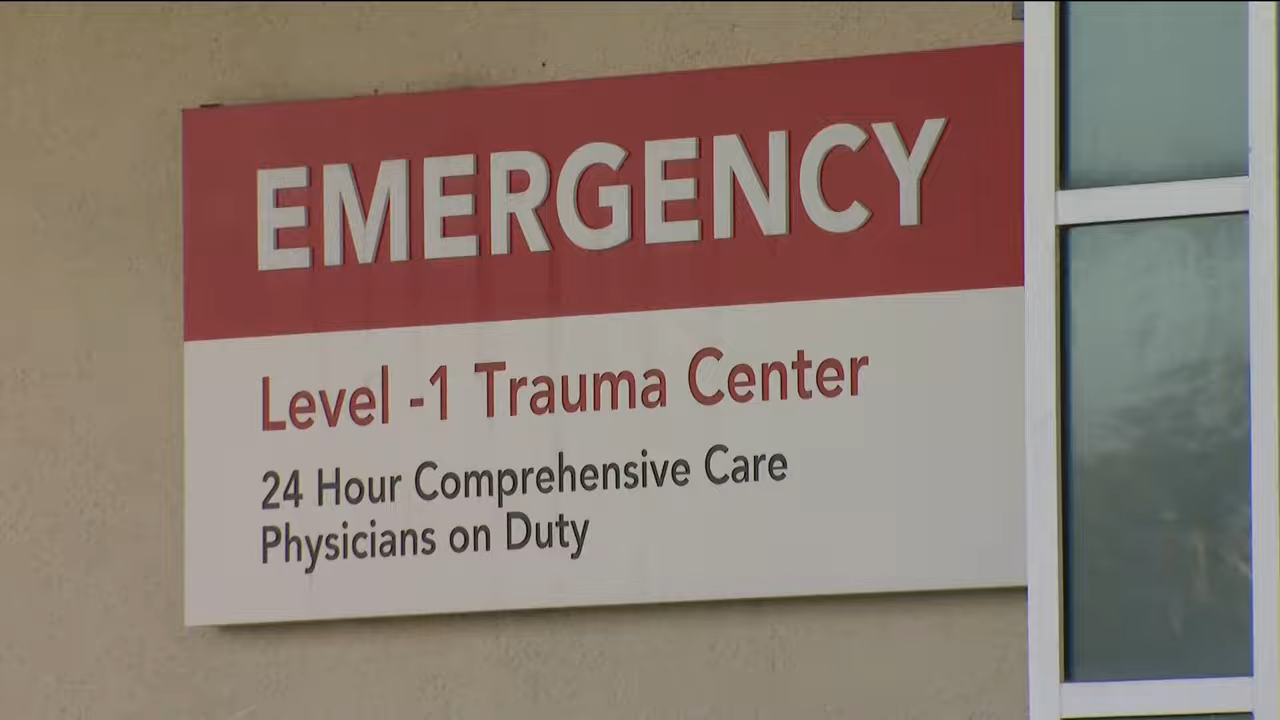 EMERGENCY
Level -1 Trauma Center
24 Hour Comprehensive Care
Physicians on Duty